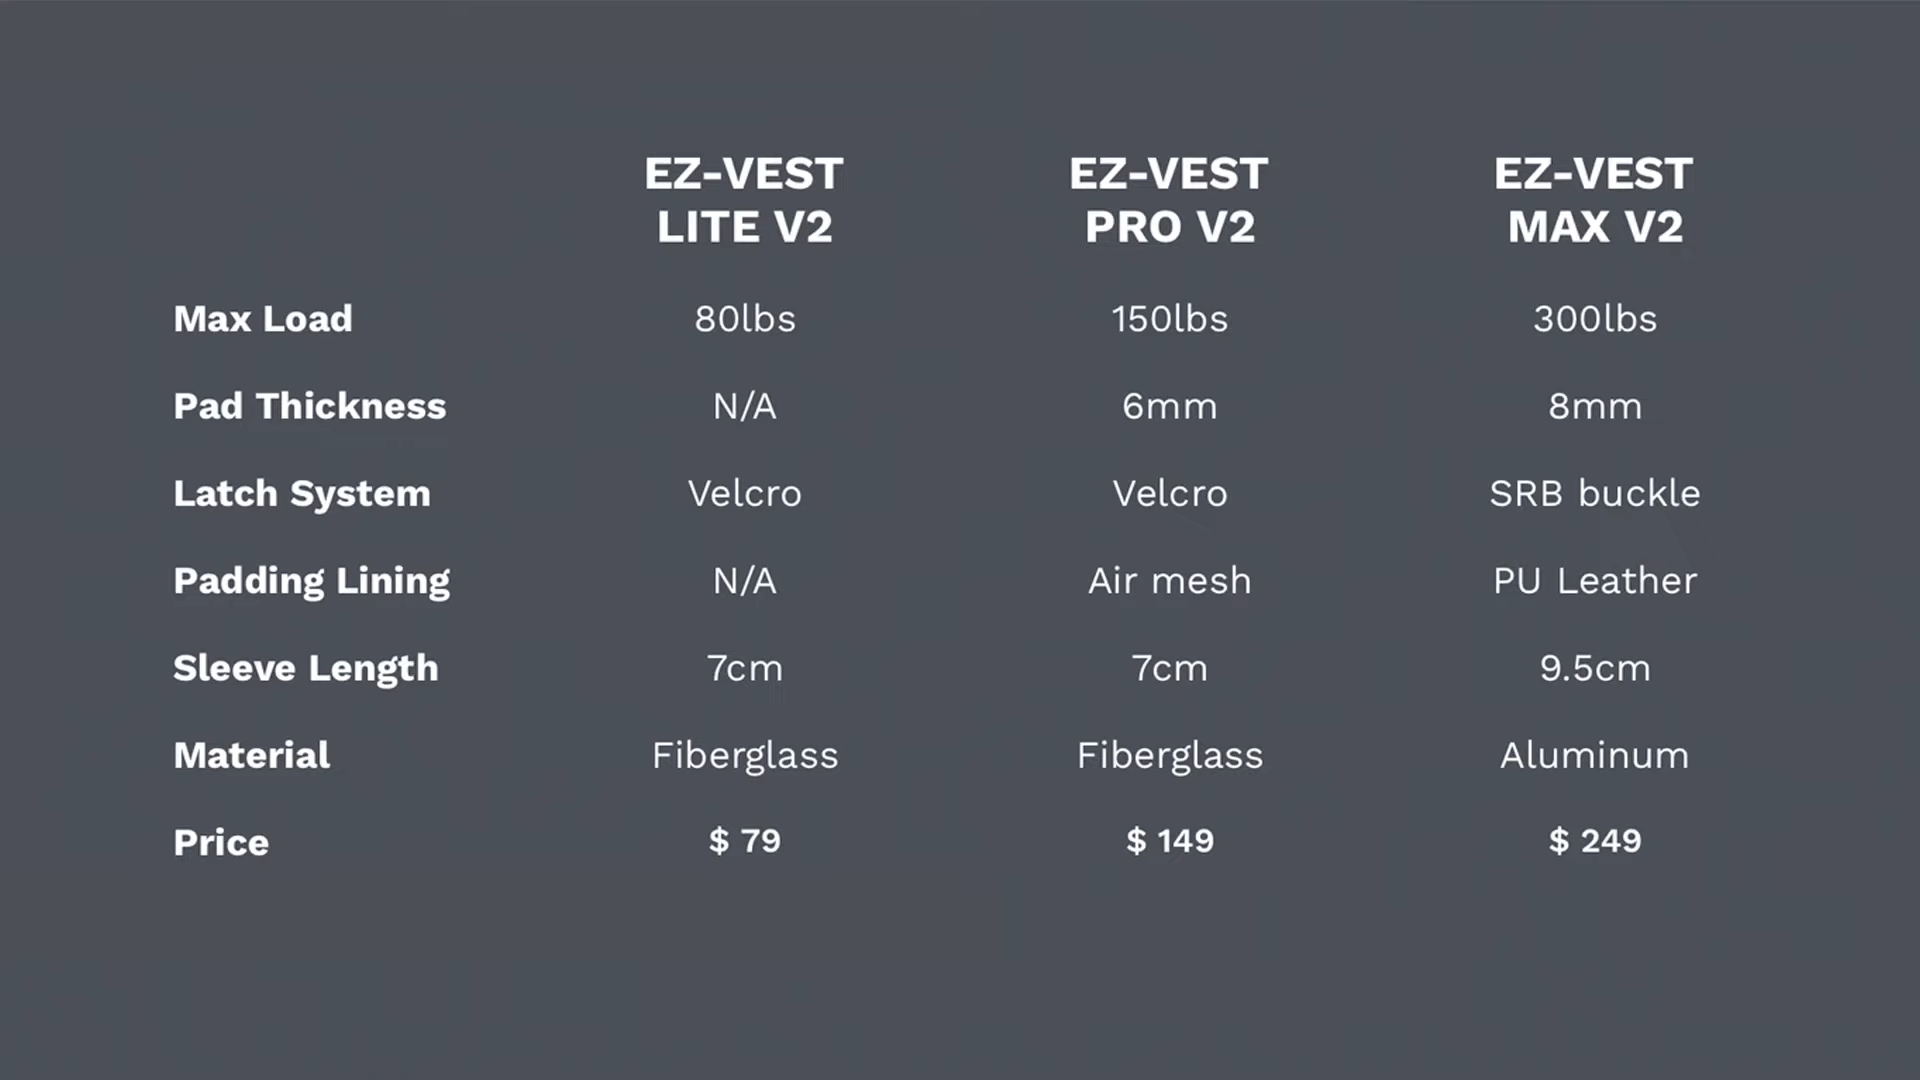 EZ-VEST EZ-VEST EZ-VEST
LITE V2 PRO V2 MAX V2
Max Load 80lbs 150lbs 300lbs
Pad Thickness N/A 6mm 8mm
Latch System Velcro Velcro SRB buckle
Padding Lining N/A Air mesh PU Leather
Sleeve Length 7cm 7cm 9.5cm
Material Fiberglass Fiberglass Aluminum
Price $ 79 $ 149 $ 249